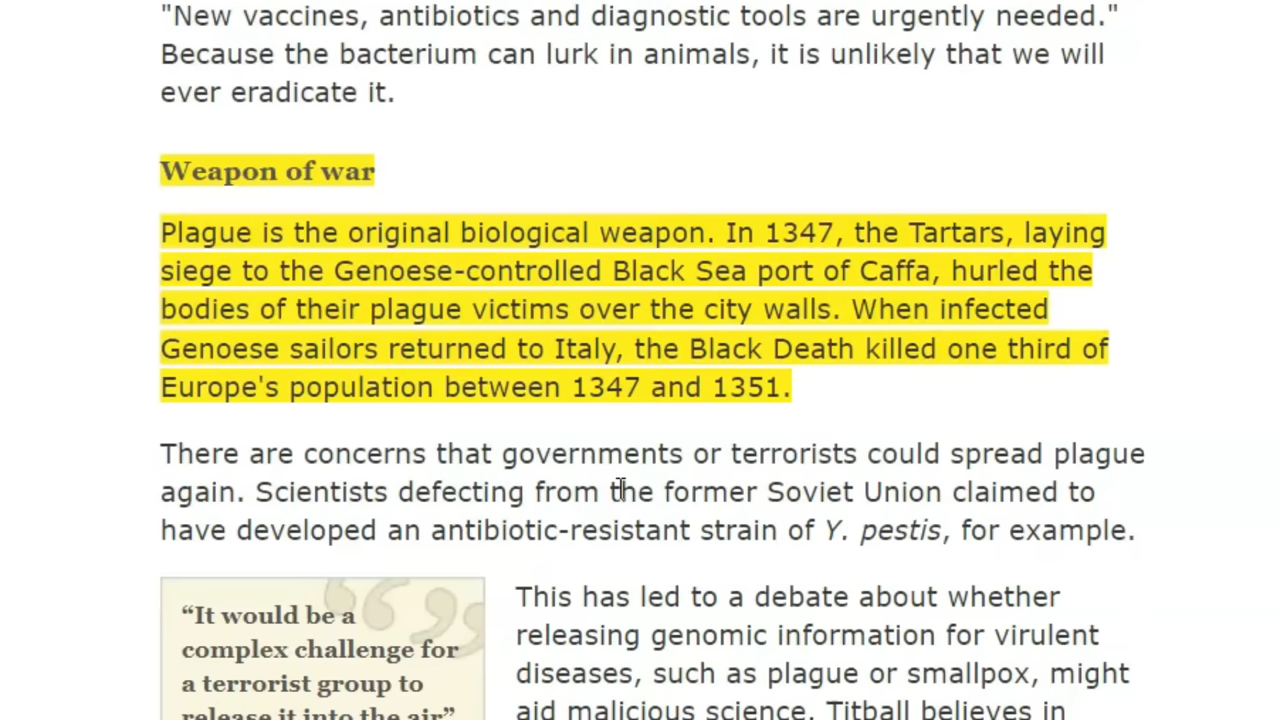 "New vaccines, antibiotics and diagnostic tools are urgently needed."
Because the bacterium can lurk in animals, it is unlikely that we will
ever eradicate it.
Weapon of war
Plague is the original biological weapon. In 1347, the Tartars, laying
siege to the Genoese-controlled Black Sea port of Caffa, hurled the
bodies of their plague victims over the city walls. When infected
Genoese sailors returned to Italy, the Black Death killed one third of
Europe's population between 1347 and 1351.
There are concerns that governments or terrorists could spread plague
again. Scientists defecting from the former Soviet Union claimed to
have developed an antibiotic-resistant strain of Y. pestis, for example.
“It would be a
complex challenge for
a terrorist group to
release it into the air”
This has led to a debate about whether
releasing genomic information for virulent
diseases, such as plague or smallpox, might
aid malicious science. Titball believes in